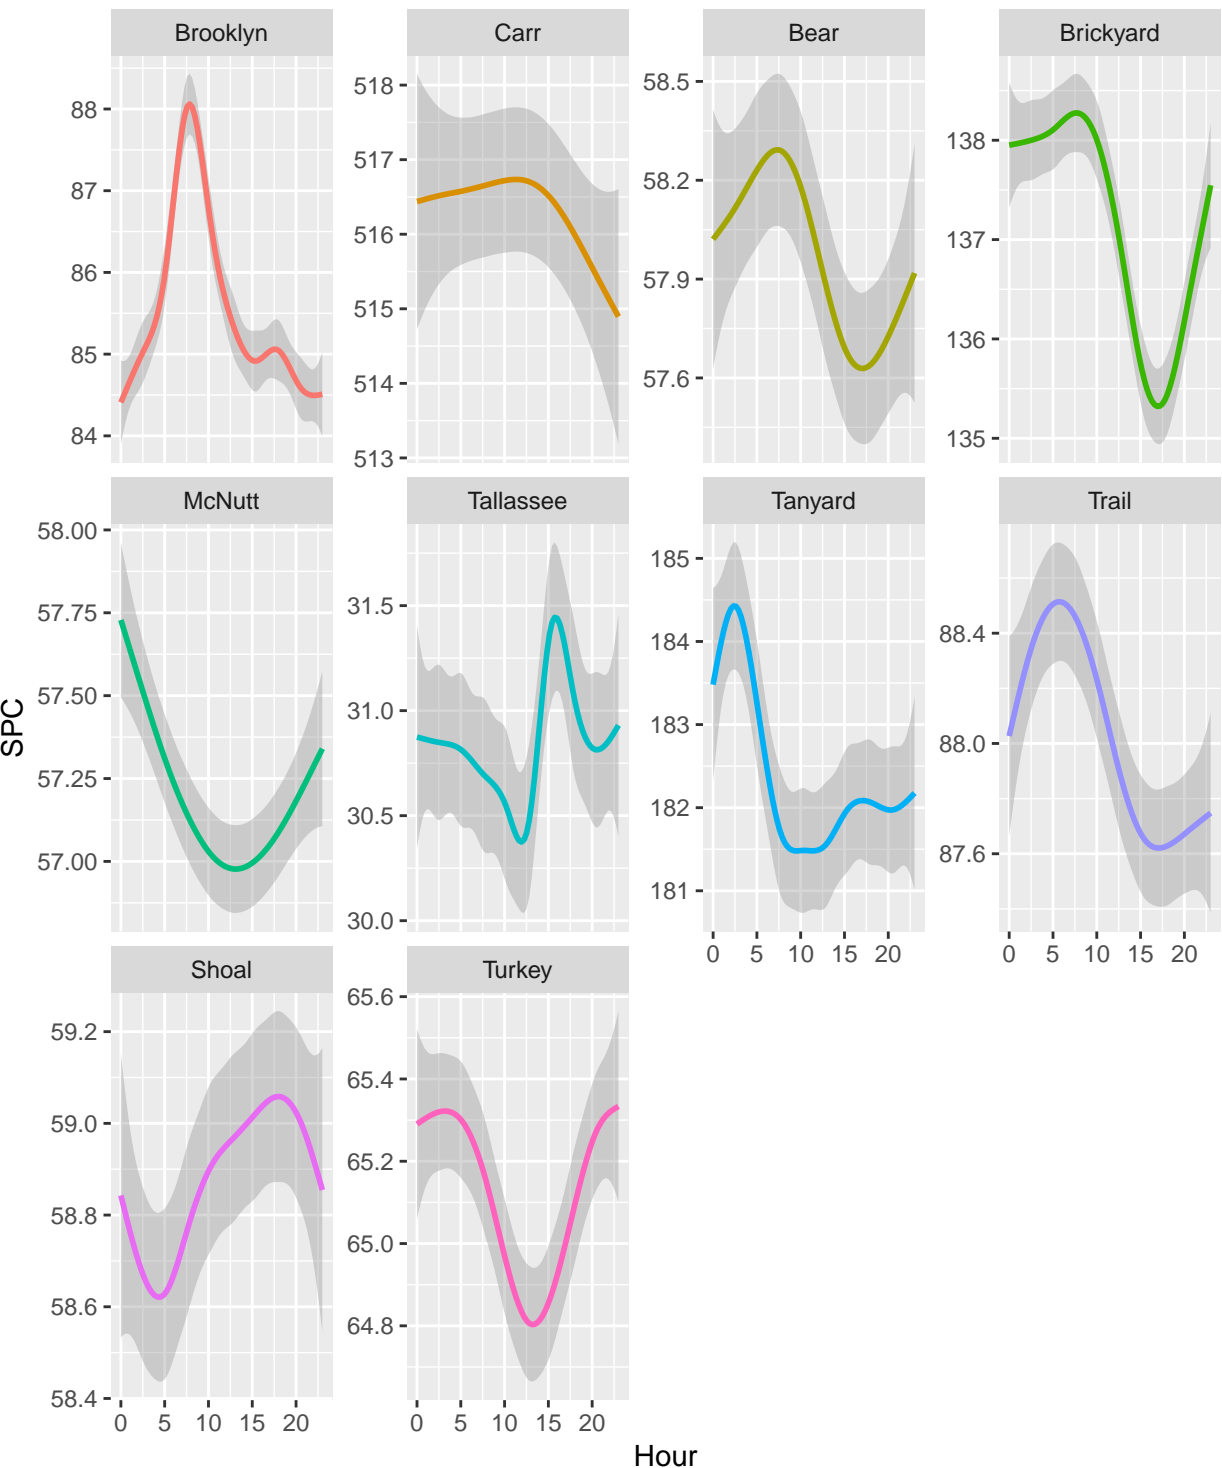 Brooklyn Carr Bear Brickyard
88 518 58.5 138
87 517 58.2 137
86 516 57.9 136
85 515 57.6 135
84 514
513
McNutt Tallassee Tanyard Trail
58.00 31.5 185 88.4
57.75 31.0 184 88.0
57.50 30.5 183 87.6
57.25 30.0 182
57.00 181
SPC
0 5 10 15 20 0 5 10 15 20
Shoal Turkey
59.2 65.6
59.0 65.4
58.8 65.2
58.6 65.0
58.4 64.8
0 5 10 15 20 0 5 10 15 20
Hour